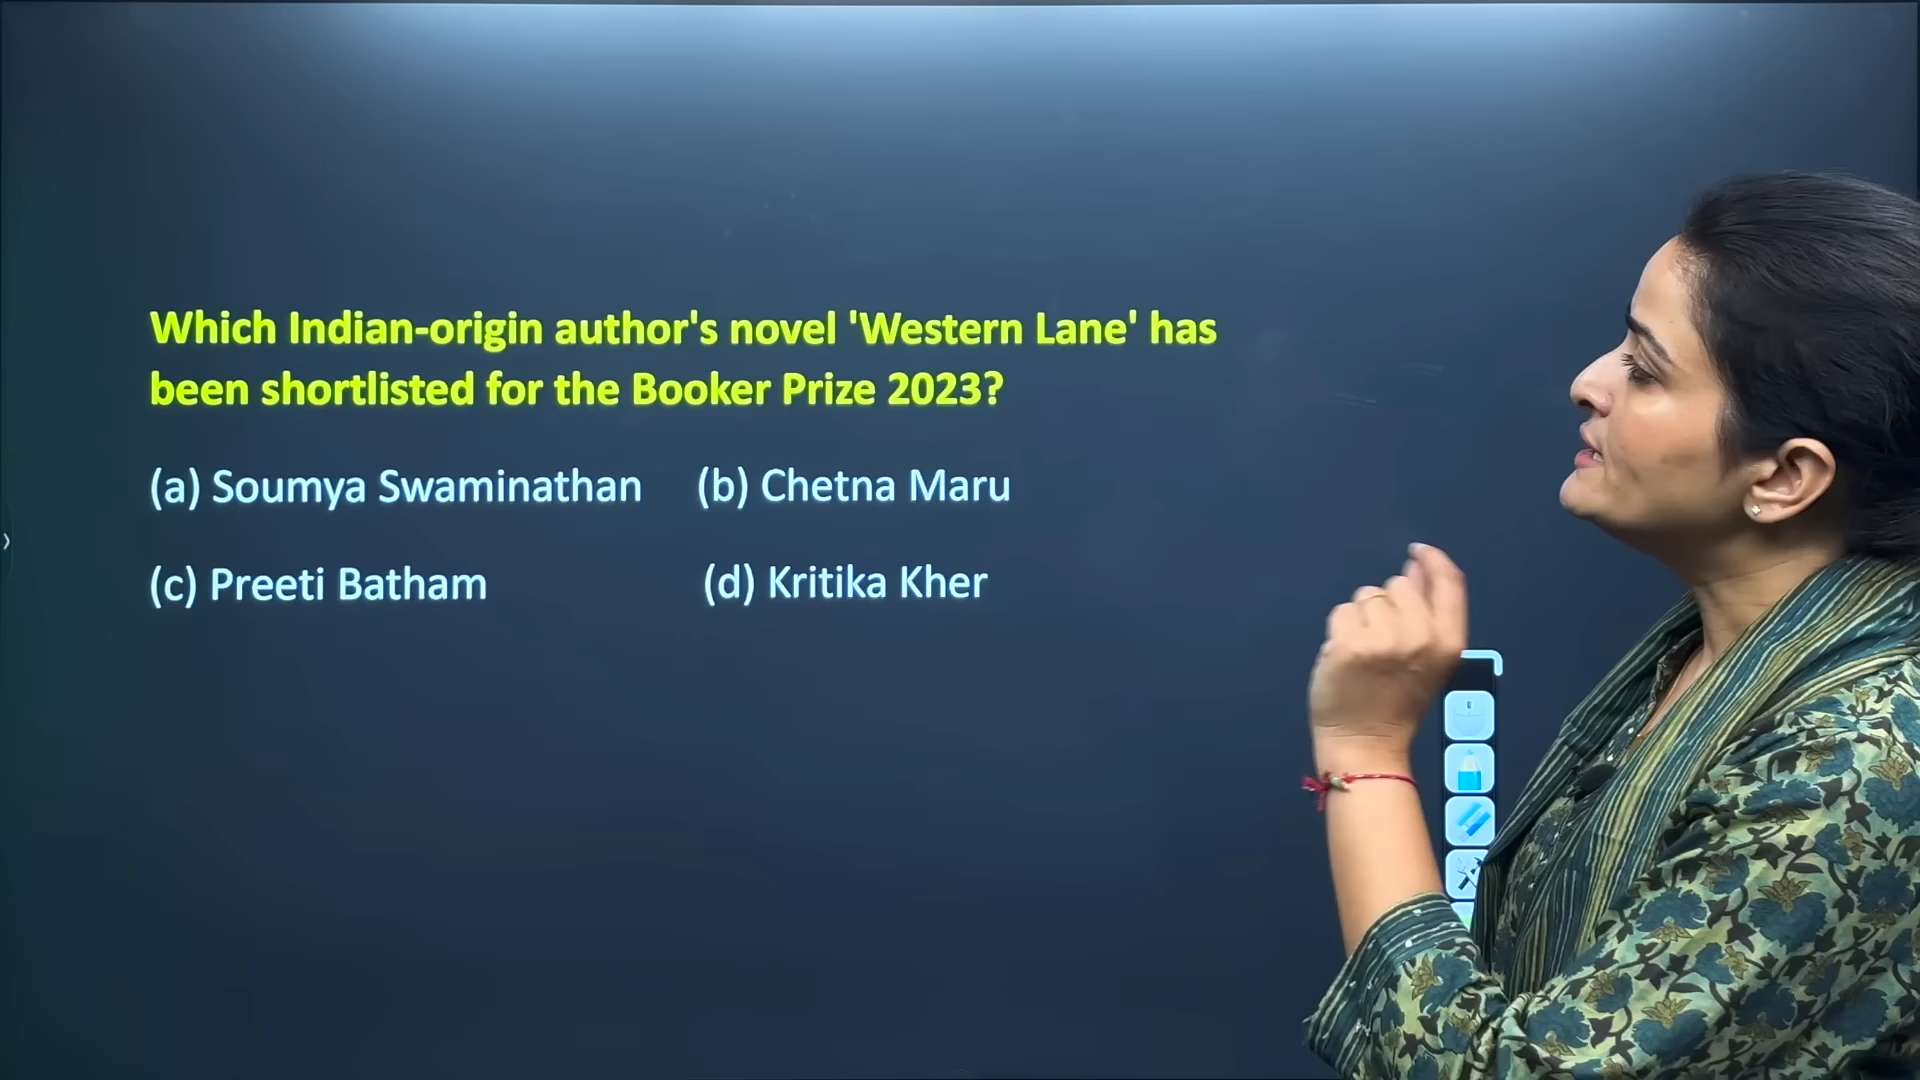 Which Indian-origin author's novel 'Western Lane' has
been shortlisted for the Booker Prize 2023?
(a) Soumya Swaminathan (b) Chetna Maru
(c) Preeti Batham (d) Kritika Kher